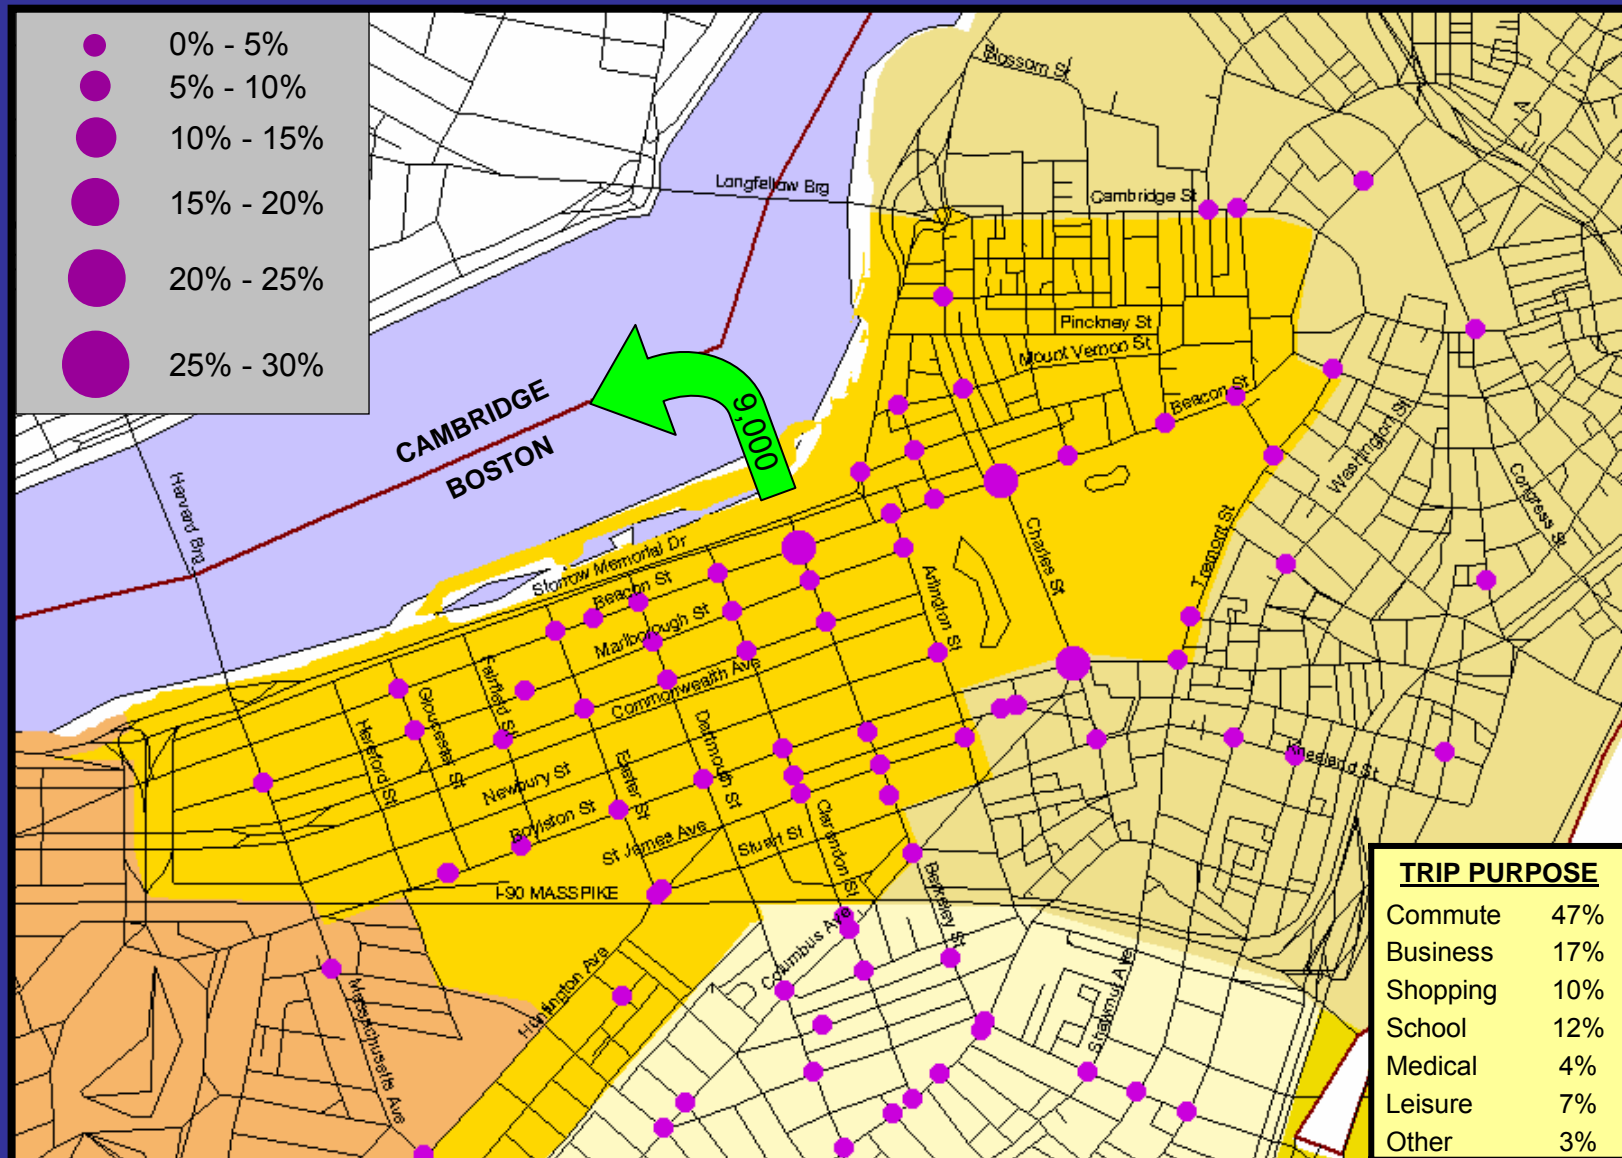 0% - 5%
5% - 10%
10% - 15%
15% - 20%
20% - 25%
25% - 30%
Blossom St
Longfellow Brg
Cambridge St
Pinckney St
Mount Vernon St
Beacon St
CAMBRIDGE
BOSTON
9,000
Harvard Brg
Washington St
Congress St
Tremont St
Charles St
Arlington St
Storrow Memorial Dr
Beacon St
Marlborough St
Commonwealth Ave
Fairfield St
Gloucester St
Hereford St
Dartmouth St
Exeter St
Newbury St
Boylston St
St James Ave
Stuart St
Clarendon St
Berkeley St
Kneeland St
I-90 MASSPIKE
Columbus Ave
Huntington Ave
Massachusetts Ave
Shawmut Ave
TRIP PURPOSE
Commute 47%
Business 17%
Shopping 10%
School 12%
Medical 4%
Leisure 7%
Other 3%